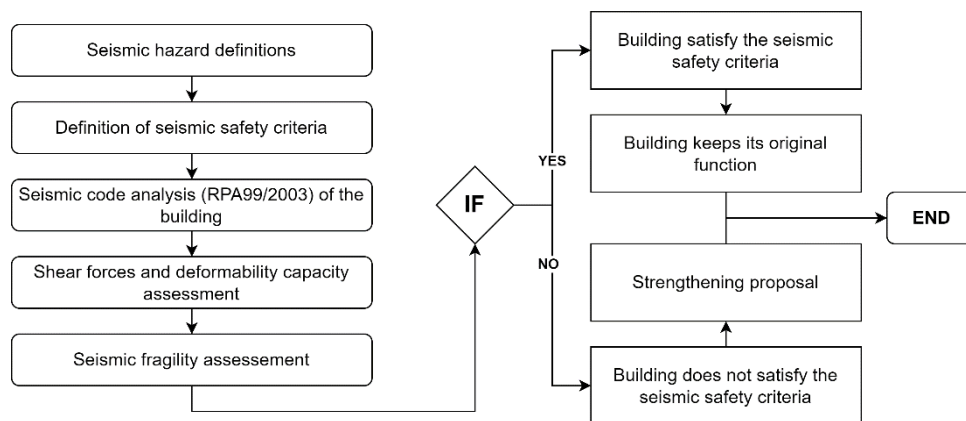 Seismic hazard definitions
Definition of seismic safety criteria
Seismic code analysis (RPA99/2003) of the
building
Shear forces and deformability capacity
assessment
Seismic fragility assessement
IF
YES
NO
Building satisfy the seismic
safety criteria
Building keeps its original
function
END
Strengthening proposal
Building does not satisfy the
seismic safety criteria